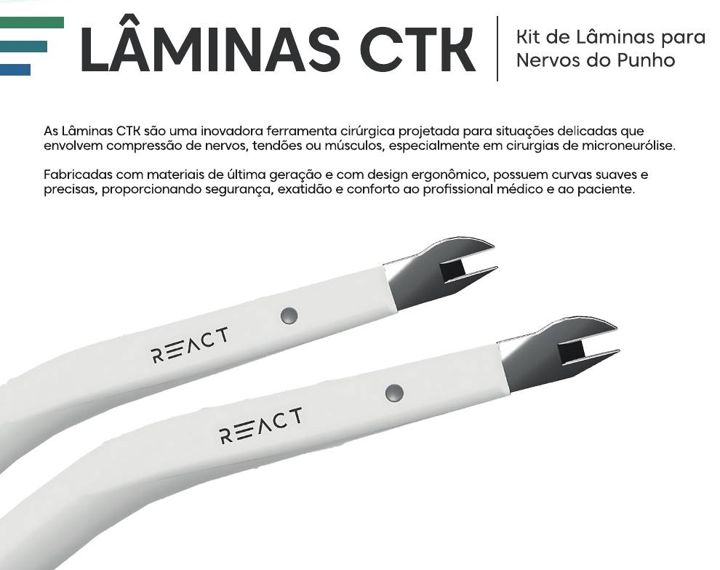 LÂMINAS CTK
Kit de Lâminas para
Nervos do Punho
As Lâminas CTK são uma inovadora ferramenta cirúrgica projetada para situações delicadas que
envolvem compressão de nervos, tendões ou músculos, especialmente em cirurgias de microneurólise.
Fabricadas com materiais de última geração e com design ergonômico, possuem curvas suaves e
precisas, proporcionando segurança, exatidão e conforto ao profissional médico e ao paciente.
REACT
REACT